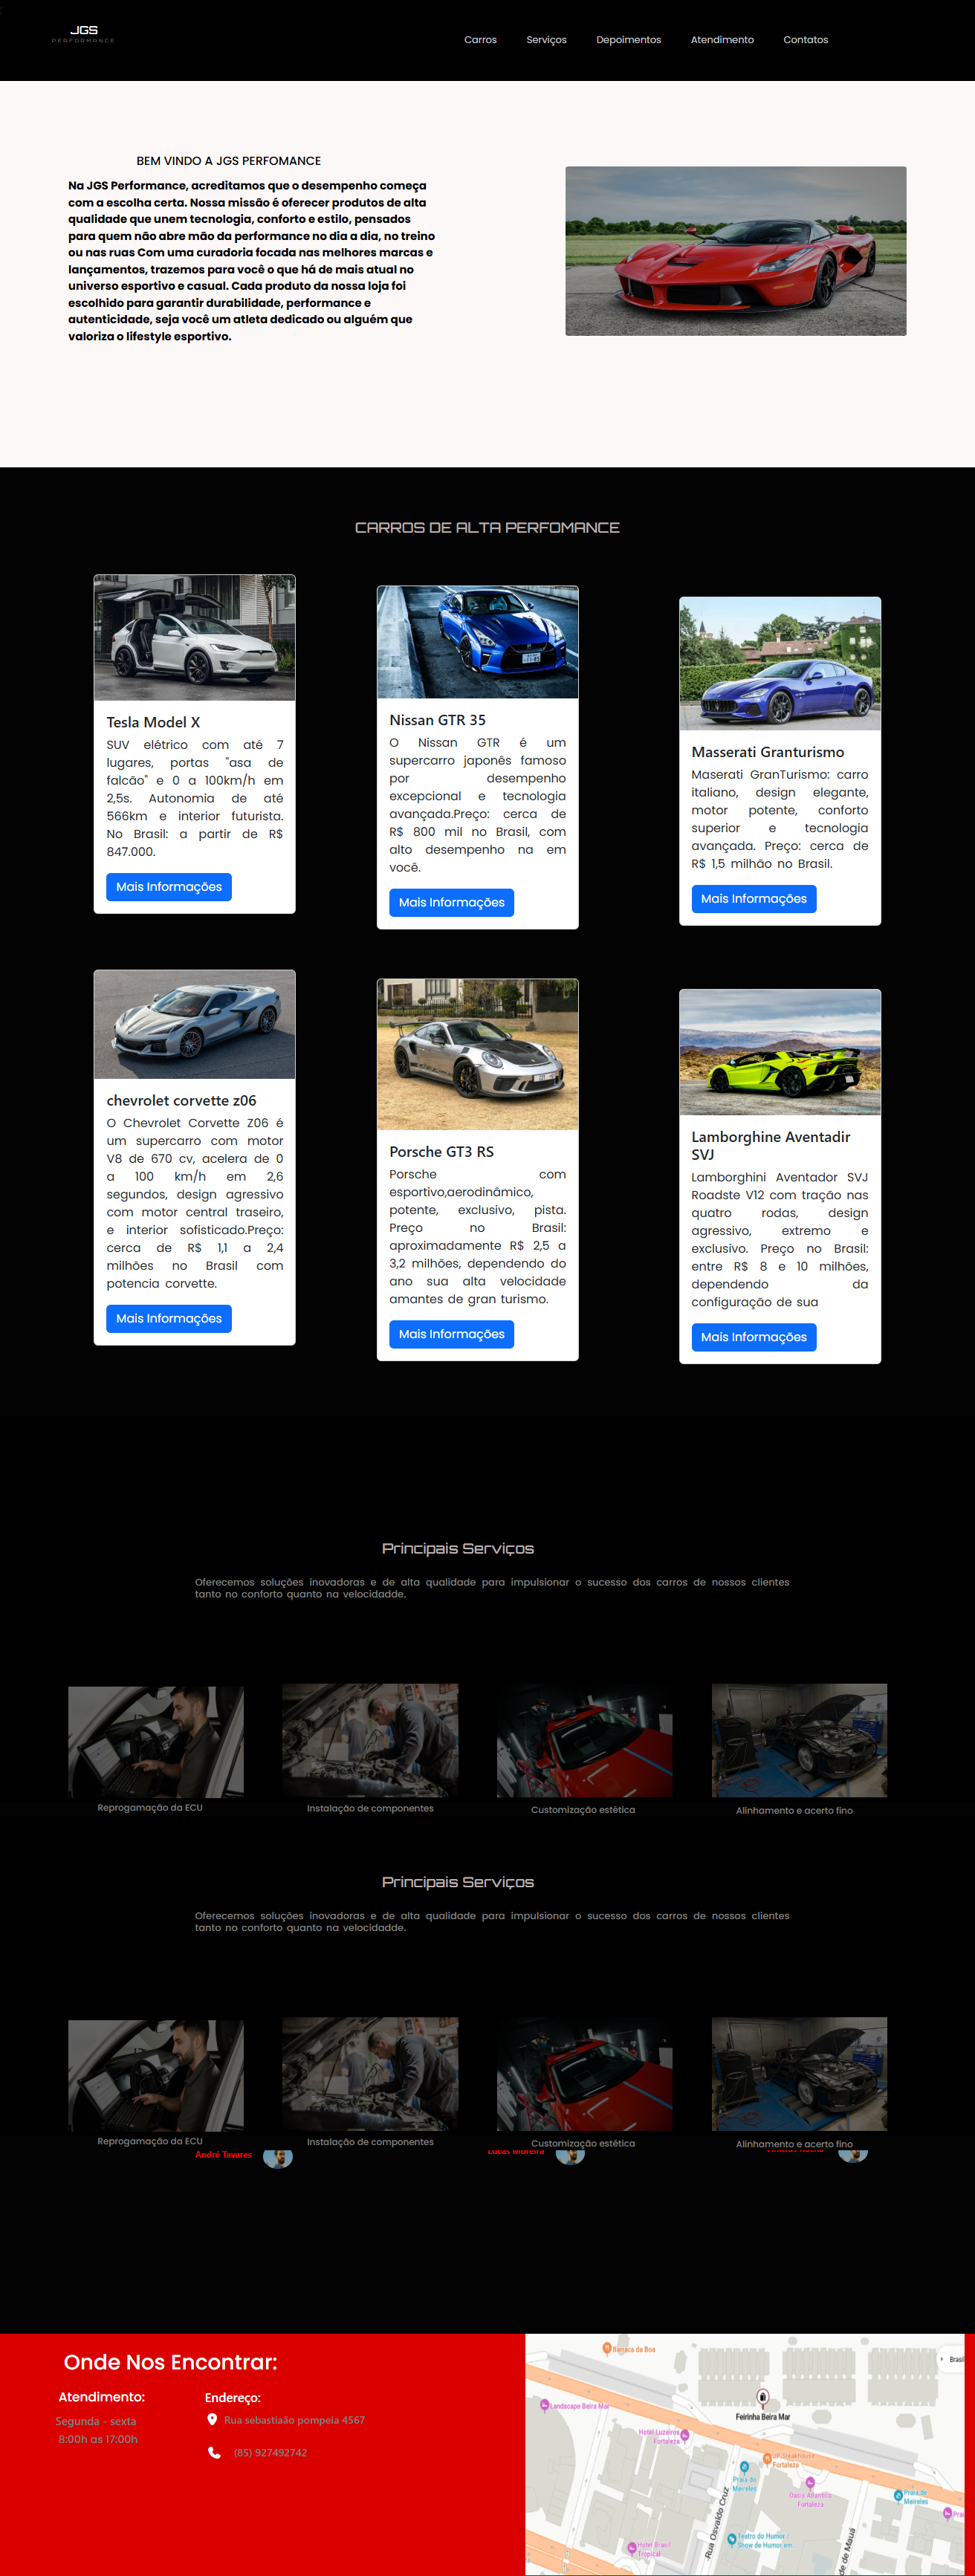 JGS
PERFORMANCE
Carros
Serviços
Depoimentos
Atendimento
Contatos
BEM VINDO A JGS PERFOMANCE
Na JGS Performance, acreditamos que o desempenho começa
com a escolha certa. Nossa missão é oferecer produtos de alta
qualidade que unem tecnologia, conforto e estilo, pensados
para quem não abre mão da performance no dia a dia, no treino
ou nas ruas Com uma curadoria focada nas melhores marcas e
lançamentos, trazemos para você o que há de mais atual no
universo esportivo e casual. Cada produto da nossa loja foi
escolhido para garantir durabilidade, performance e
autenticidade, seja você um atleta dedicado ou alguém que
valoriza o lifestyle esportivo.
CARROS DE ALTA PERFOMANCE
Tesla Model X
SUV elétrico com até 7
lugares, portas "asa de
falcão" e 0 a 100km/h em
2,5s. Autonomia de até
566km e interior futurista.
No Brasil: a partir de R$
847.000.
Mais Informações
Nissan GTR 35
O Nissan GTR é um
supercarro japonês famoso
por desempenho
excepcional e tecnologia
avançada.Preço: cerca de
R$ 800 mil no Brasil, com
alto desempenho na em
você.
Mais Informações
Masserati Granturismo
Maserati GranTurismo: carro
italiano, design elegante,
motor potente, conforto
superior e tecnologia
avançada. Preço: cerca de
R$ 1,5 milhão no Brasil.
Mais Informações
chevrolet corvette z06
O Chevrolet Corvette Z06 é
um supercarro com motor
V8 de 670 cv, acelera de 0
a 100 km/h em 2,6
segundos, design agressivo
com motor central traseiro,
e interior sofisticado.Preço:
cerca de R$ 1,1 a 2,4
milhões no Brasil com
potencia corvette.
Mais Informações
Porsche GT3 RS
Porsche com
esportivo,aerodinâmico,
potente, exclusivo, pista.
Preço no Brasil:
aproximadamente R$ 2,5 a
3,2 milhões, dependendo do
ano sua alta velocidade
amantes de gran turismo.
Mais Informações
Lamborghine Aventadir
SVJ
Lamborghini Aventador SVJ
Roadste V12 com tração nas
quatro rodas, design
agressivo, extremo e
exclusivo. Preço no Brasil:
entre R$ 8 e 10 milhões,
dependendo da
configuração de sua
Mais Informações
Principais Serviços
Oferecemos soluções inovadoras e de alta qualidade para impulsionar o sucesso dos carros de nossos clientes
tanto no conforto quanto na velocidadde.
Reprogamação da ECU
Instalação de componentes
Customização estética
Alinhamento e acerto fino
Principais Serviços
Oferecemos soluções inovadoras e de alta qualidade para impulsionar o sucesso dos carros de nossos clientes
tanto no conforto quanto na velocidadde.
Reprogamação da ECU
Instalação de componentes
Customização estética
Alinhamento e acerto fino
André Tavares
Lucas Moreira
Onde Nos Encontrar:
Atendimento:
Segunda - sexta
8:00h as 17:00h
Endereço:
Rua sebastiaão pompeia 4567
(85) 927492742
Barraca da Boa
Brasil
Landscape Beira Mar
Feirinha Beira Mar
Hotel Luzeiros
Fortaleza
JP Steakhouse
Fortaleza
Praia do
Meireles
Oasis Atlantico
Fortaleza
Praia de
Meireles
Prai
Rua Osvaldo Cruz
Teatro do Humor /
Show de Humor em
Hotel Brasil
Tropical
de de Mauá